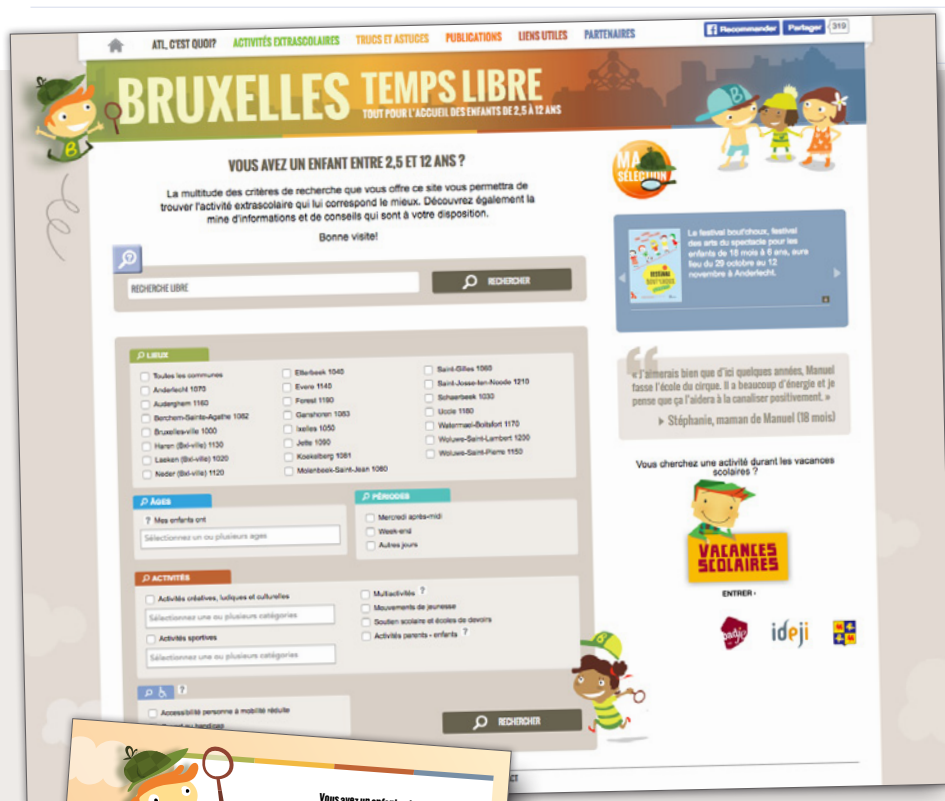 ATL, C'EST QUOI? ACTIVITÉS EXTRASCOLAIRES TRUCS ET ASTUCES PUBLICATIONS LIENS UTILES PARTENAIRES
Recommander Partager 319
BRUXELLES TEMPS LIBRE
TOUT POUR L'ACCUEIL DES ENFANTS DE 2,5 À 12 ANS
VOUS AVEZ UN ENFANT ENTRE 2,5 ET 12 ANS ?
La multitude des critères de recherche que vous offre ce site vous permettra de
trouver l'activité extrascolaire qui lui correspond le mieux. Découvrez également la
mine d'informations et de conseils qui sont à votre disposition.
Bonne visite!
RECHERCHE LIBRE
RECHERCHER
LIEUX
Toutes les communes
Anderlecht 1070
Auderghem 1160
Berchem-Sainte-Agathe 1082
Bruxelles-ville 1000
Haren (Bxl-ville) 1130
Laeken (Bxl-ville) 1020
Neder (Bxl-ville) 1120
Etterbeek 1040
Evere 1140
Forest 1190
Ganshoren 1083
Ixelles 1050
Jette 1090
Koekelberg 1081
Molenbeek-Saint-Jean 1080
Saint-Gilles 1060
Saint-Josse-ten-Noode 1210
Schaerbeek 1030
Uccle 1180
Watermael-Boitsfort 1170
Woluwe-Saint-Lambert 1200
Woluwe-Saint-Pierre 1150
ÂGES
? Mes enfants ont
Sélectionnez un ou plusieurs ages
PÉRIODES
Mercredi après-midi
Week-end
Autres jours
ACTIVITÉS
Activités créatives, ludiques et culturelles
Sélectionnez une ou plusieurs catégories
Activités sportives
Sélectionnez une ou plusieurs catégories
Multiactivités ?
Mouvements de jeunesse
Soutien scolaire et écoles de devoirs
Activités parents - enfants ?
?
Accessibilité personne à mobilité réduite
RECHERCHER
MA
SÉLECTION
Le festival bout'choux, festival
des arts du spectacle pour les
enfants de 18 mois à 6 ans, aura
lieu du 29 octobre au 12
novembre à Anderlecht.
« J'aimerais bien que d'ici quelques années, Manuel
fasse l'école du cirque. Il a beaucoup d'énergie et je
pense que ça l'aidera à la canaliser positivement. »
Stéphanie, maman de Manuel (18 mois)
Vous cherchez une activité durant les vacances
scolaires ?
VACANCES
SCOLAIRES
ENTRER ›
badje ideji
Vous avez un enfant